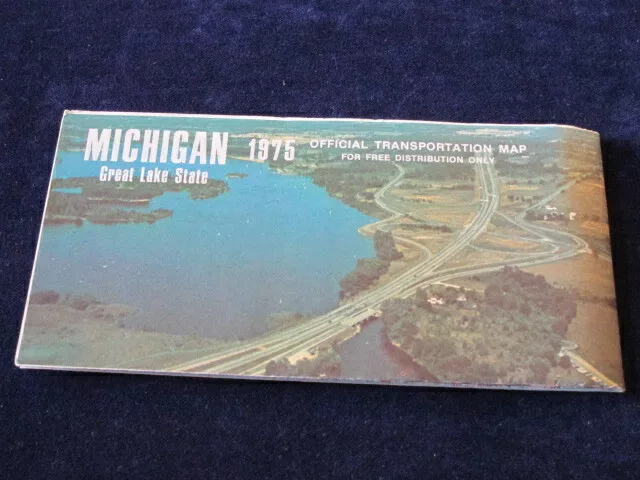 MICHIGAN 1975 OFFICIAL TRANSPORTATION MAP
Great Lake State FOR FREE DISTRIBUTION ONLY